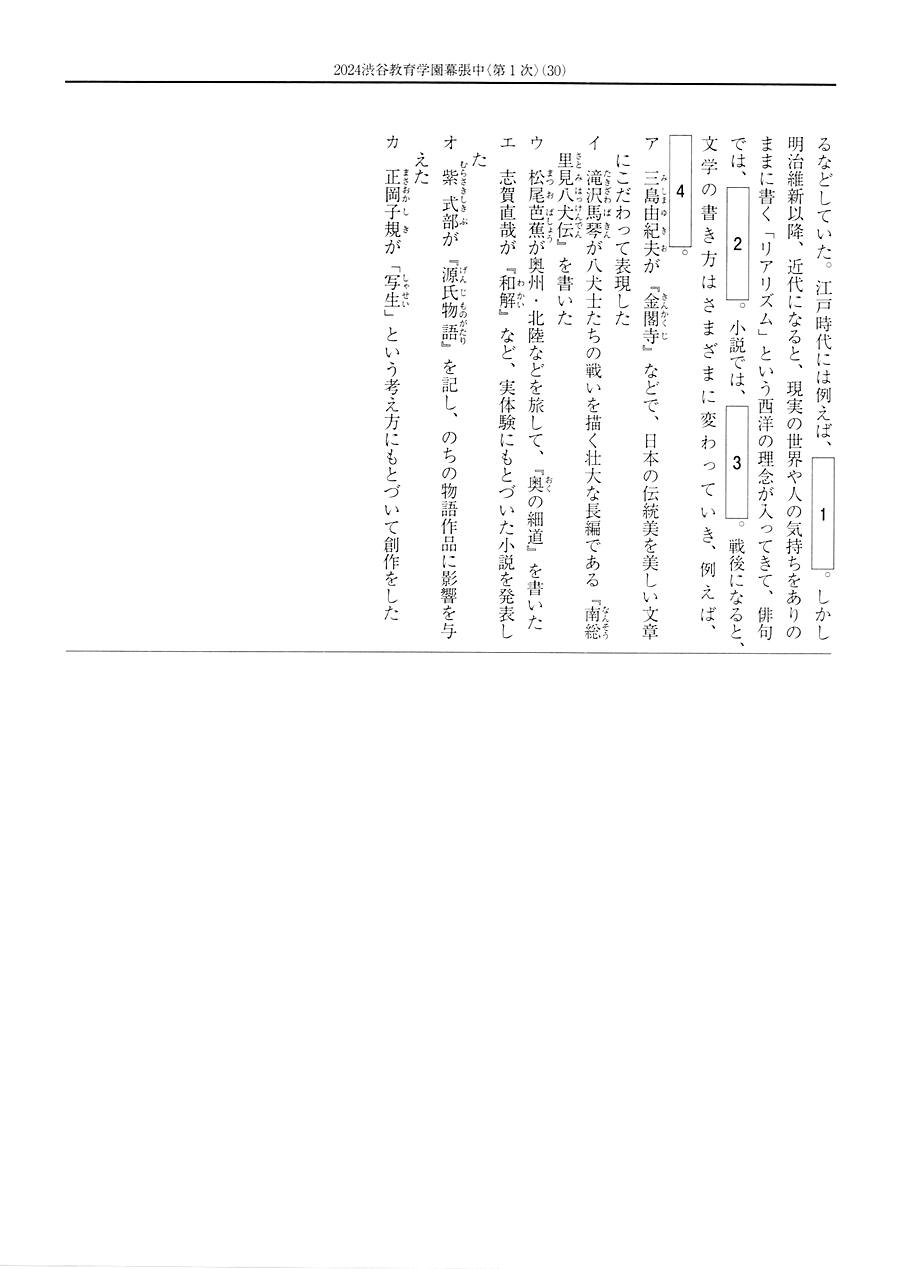 2024渋谷教育学園幕張中〈第1次〉(30)
るなどしていた。江戸時代には例えば、1。しかし
明治維新以降、近代になると、現実の世界や人の気持ちをありの
ままに書く「リアリズム」という西洋の理念が入ってきて、俳句
では、2。小説では、3。戦後になると、
文学の書き方はさまざまに変わっていき、例えば、
4。
ア 三島由紀夫が『金閣寺』などで、日本の伝統美を美しい文章
にこだわって表現した
イ 滝沢馬琴が八犬士たちの戦いを描く壮大な長編である『南総
里見八犬伝』を書いた
ウ 松尾芭蕉が奥州・北陸などを旅して、『奥の細道』を書いた
エ 志賀直哉が『和解』など、実体験にもとづいた小説を発表し
た
オ 紫式部が『源氏物語』を記し、のちの物語作品に影響を与
えた
カ 正岡子規が「写生」という考え方にもとづいて創作をした